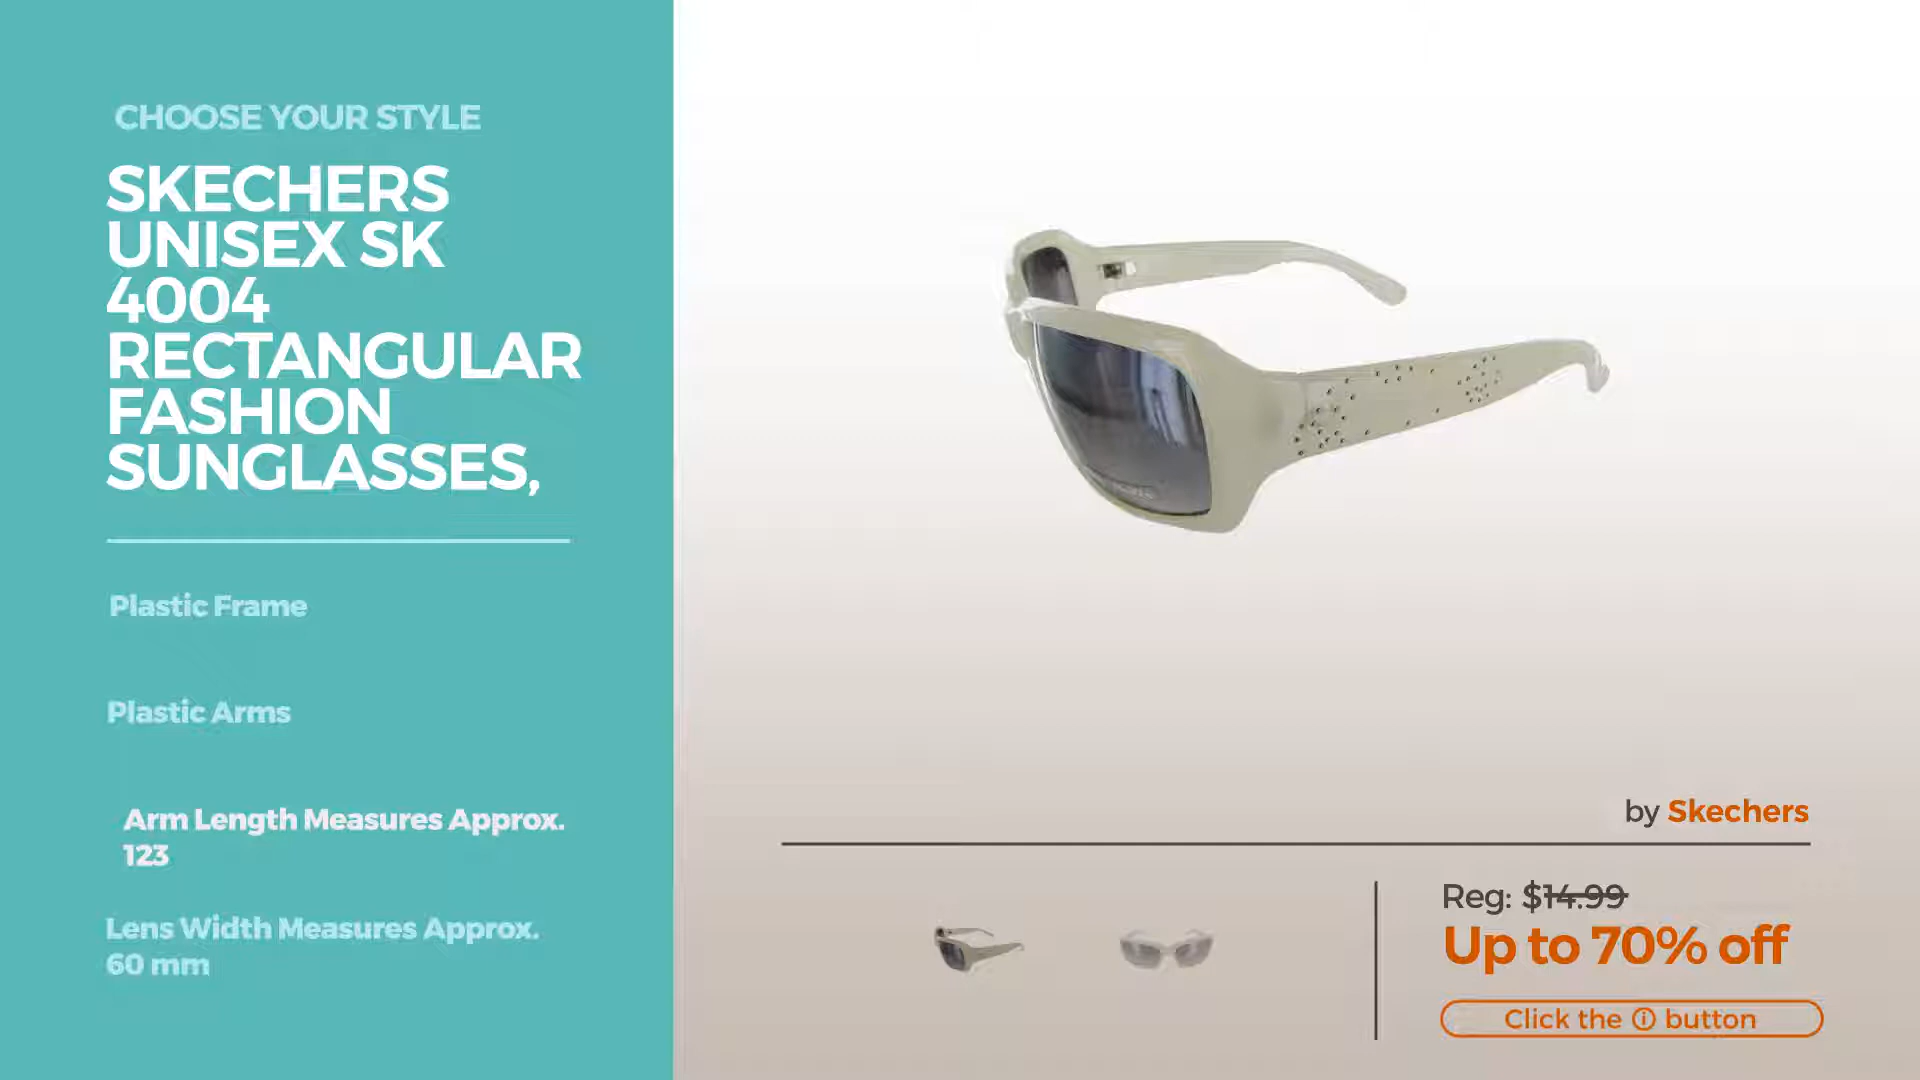 CHOOSE YOUR STYLE
SKECHERS
UNISEX SK
4004
RECTANGULAR
FASHION
SUNGLASSES,
Plastic Frame
Plastic Arms
Arm Length Measures Approx.
123
Lens Width Measures Approx.
60 mm
by Skechers
Reg: $14.99
Up to 70% off
Click the ⓘ button